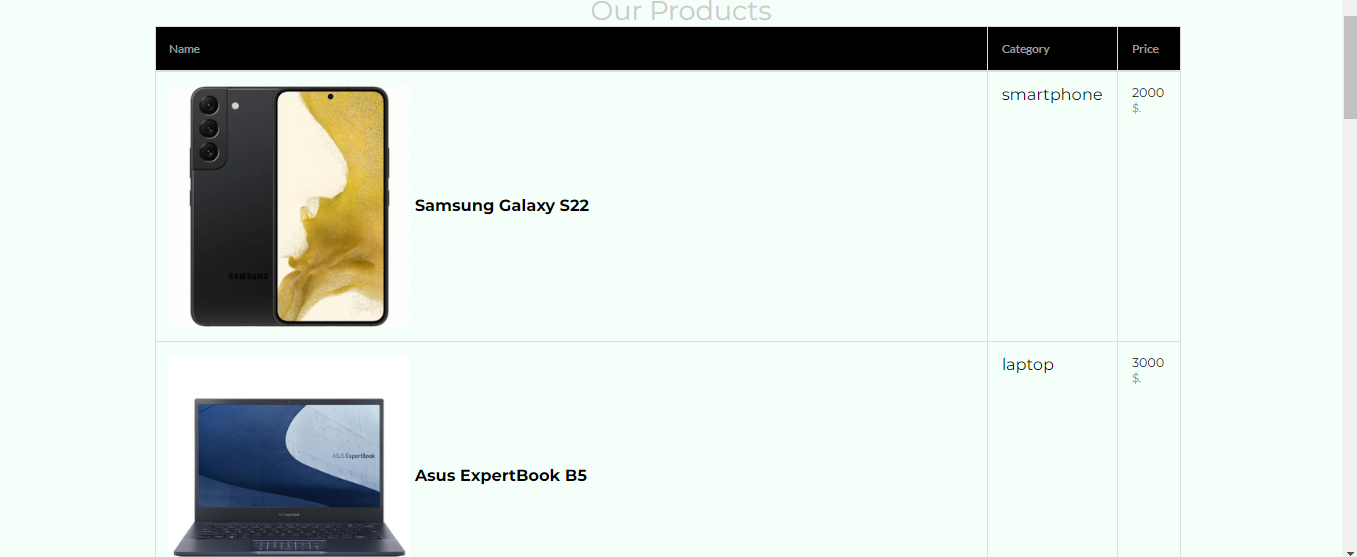 Our Products
Name Category Price
smartphone 2000
$.
SAMSUNG
Samsung Galaxy S22
laptop 3000
$.
ASUS ExpertBook
Asus ExpertBook B5